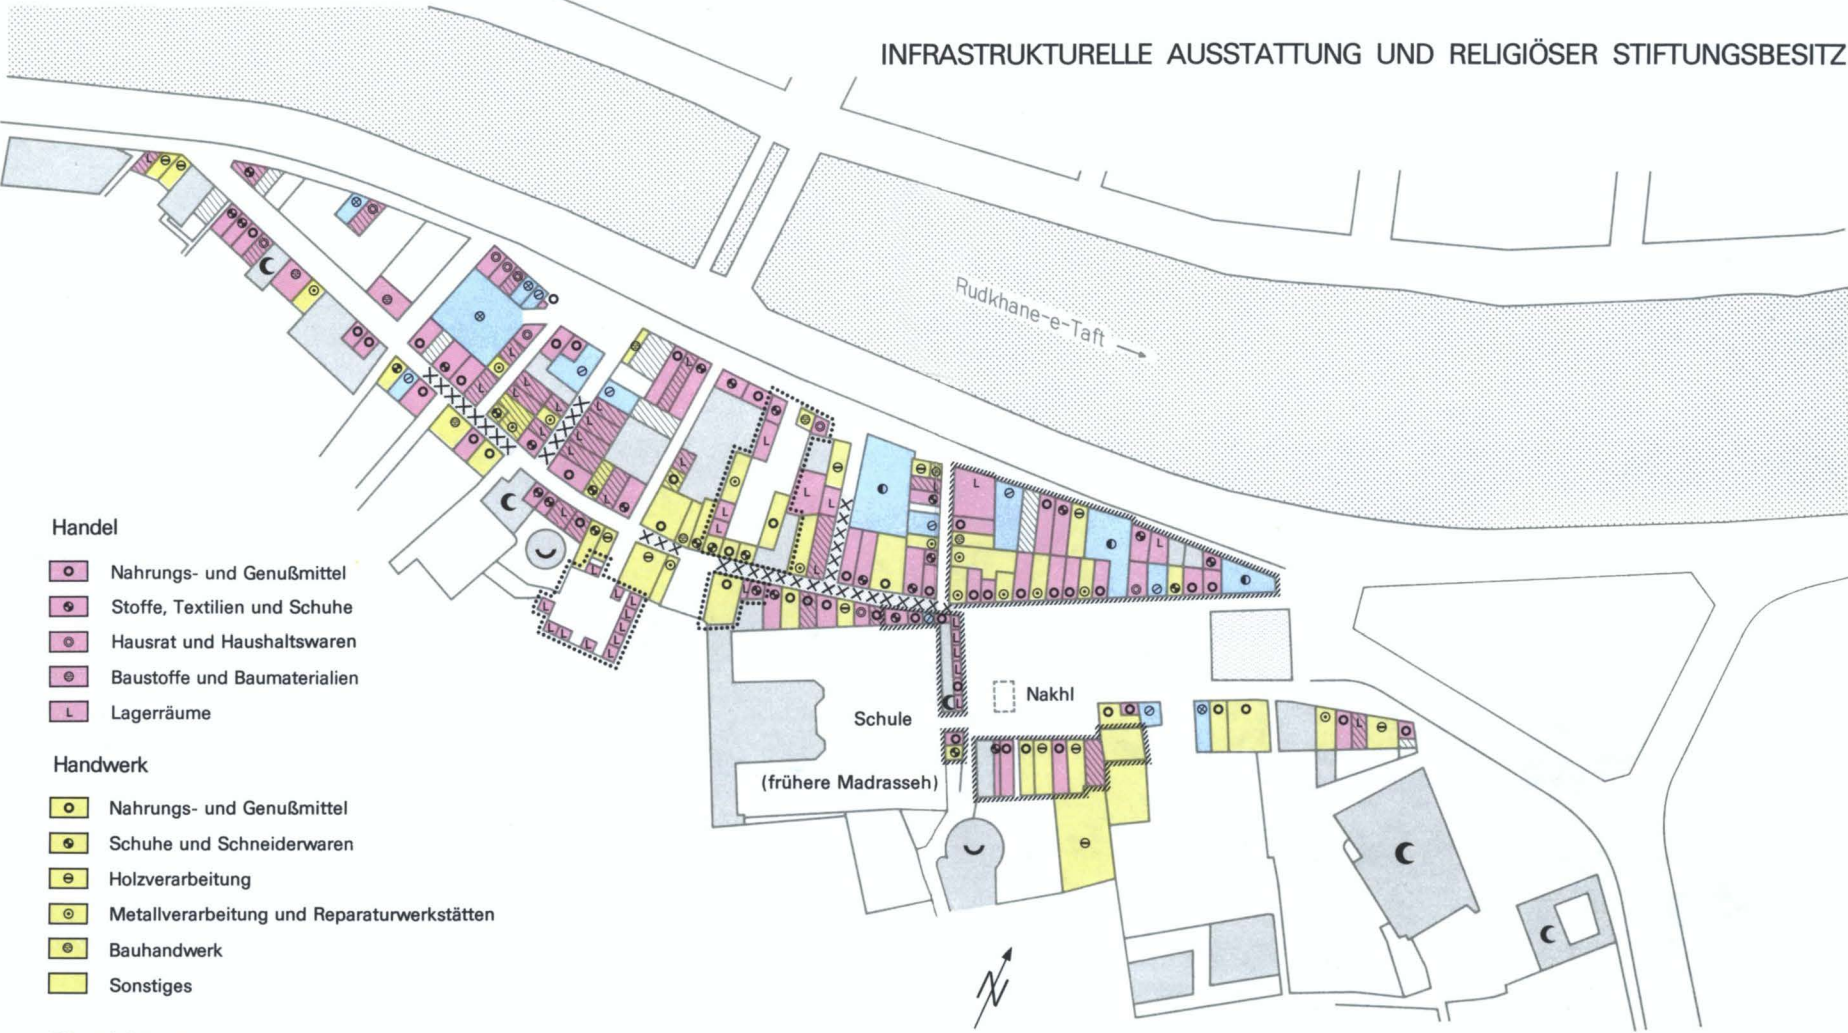 INFRASTRUKTURELLE AUSSTATTUNG UND RELIGIÖSER STIFTUNGSBESITZ
Rudkhane-e-Taft
Handel
Nahrungs- und Genußmittel
Stoffe, Textilien und Schuhe
Hausrat und Haushaltswaren
Baustoffe und Baumaterialien
L Lagerräume
Handwerk
Nahrungs- und Genußmittel
Schuhe und Schneiderwaren
Holzverarbeitung
Metallverarbeitung und Reparaturwerkstätten
Bauhandwerk
Sonstiges
Nakhl
Schule
(frühere Madrasseh)
N